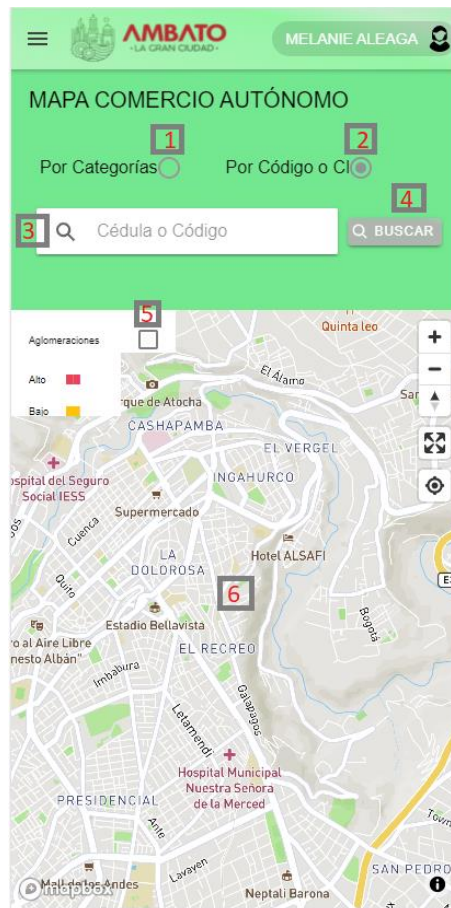 AMBATO
·LA GRAN CIUDAD·
MELANIE ALEAGA
MAPA COMERCIO AUTÓNOMO
1
2
Por Categorías
Por Código o CI
4
3
Cédula o Código
BUSCAR
5
Aglomeraciones
Alto
Bajo
Quinta leo
El Álamo
rque de Atocha
CASHAPAMBA
EL VERGEL
ospital del Seguro
Social IESS
INGAHURCO
Supermercado
Cuenca
LA
DOLOROSA
Hotel ALSAFI
Quito
6
Estadio Bellavista
Bogotá
o al Aire Libre
nesto Albán"
EL RECREO
Imbabura
Galapagos
Letamendi
Hospital Municipal
Nuestra Señora
de la Merced
PRESIDENCIAL
Ante
Lavayen
SAN PEDRO
Mall de los Andes
mapbox
Neptali Barona